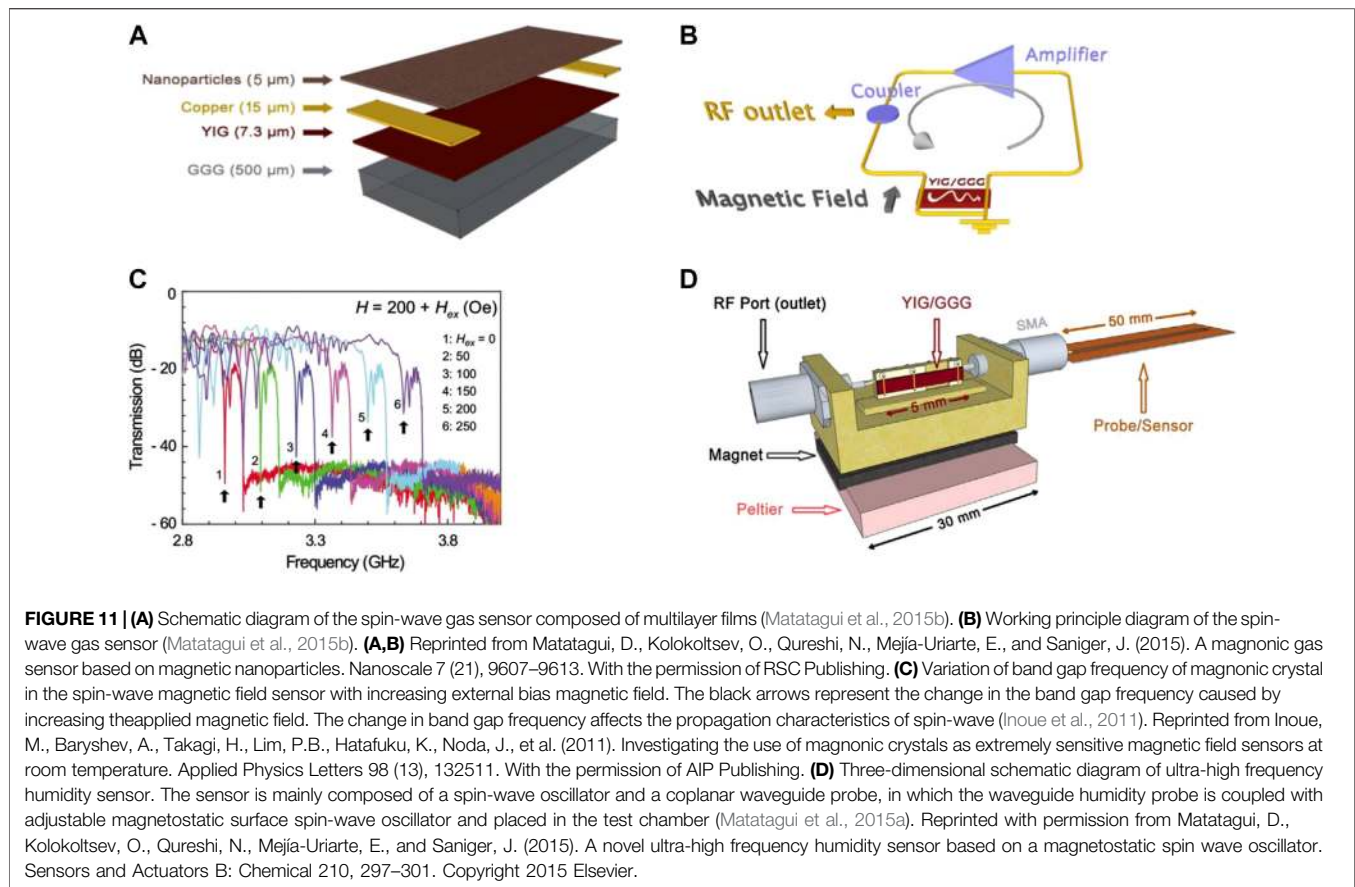 A
Nanoparticles (5 µm)
Copper (15 µm)
YIG (7.3 µm)
GGG (500 µm)
B
Amplifier
Coupler
RF outlet
YIG/GGG
Magnetic Field
C
0
- 20
- 40
- 60
Transmission (dB)
H = 200 + Hex (Oe)
1: Hex = 0
2: 50
3: 100
4: 150
5: 200
6: 250
1
2
3
4
5
6
2.8
3.3
3.8
Frequency (GHz)
D
RF Port (outlet)
YIG/GGG
SMA
50 mm
5 mm
Probe/Sensor
Magnet
Peltier
30 mm
FIGURE 11 | (A) Schematic diagram of the spin-wave gas sensor composed of multilayer films (Matatagui et al., 2015b). (B) Working principle diagram of the spin-
wave gas sensor (Matatagui et al., 2015b). (A,B) Reprinted from Matatagui, D., Kolokoltsev, O., Qureshi, N., Mejía-Uriarte, E., and Saniger, J. (2015). A magnonic gas
sensor based on magnetic nanoparticles. Nanoscale 7 (21), 9607–9613. With the permission of RSC Publishing. (C) Variation of band gap frequency of magnonic crystal
in the spin-wave magnetic field sensor with increasing external bias magnetic field. The black arrows represent the change in the band gap frequency caused by
increasing theapplied magnetic field. The change in band gap frequency affects the propagation characteristics of spin-wave (Inoue et al., 2011). Reprinted from Inoue,
M., Baryshev, A., Takagi, H., Lim, P.B., Hatafuku, K., Noda, J., et al. (2011). Investigating the use of magnonic crystals as extremely sensitive magnetic field sensors at
room temperature. Applied Physics Letters 98 (13), 132511. With the permission of AIP Publishing. (D) Three-dimensional schematic diagram of ultra-high frequency
humidity sensor. The sensor is mainly composed of a spin-wave oscillator and a coplanar waveguide probe, in which the waveguide humidity probe is coupled with
adjustable magnetostatic surface spin-wave oscillator and placed in the test chamber (Matatagui et al., 2015a). Reprinted with permission from Matatagui, D.,
Kolokoltsev, O., Qureshi, N., Mejía-Uriarte, E., and Saniger, J. (2015). A novel ultra-high frequency humidity sensor based on a magnetostatic spin wave oscillator.
Sensors and Actuators B: Chemical 210, 297–301. Copyright 2015 Elsevier.